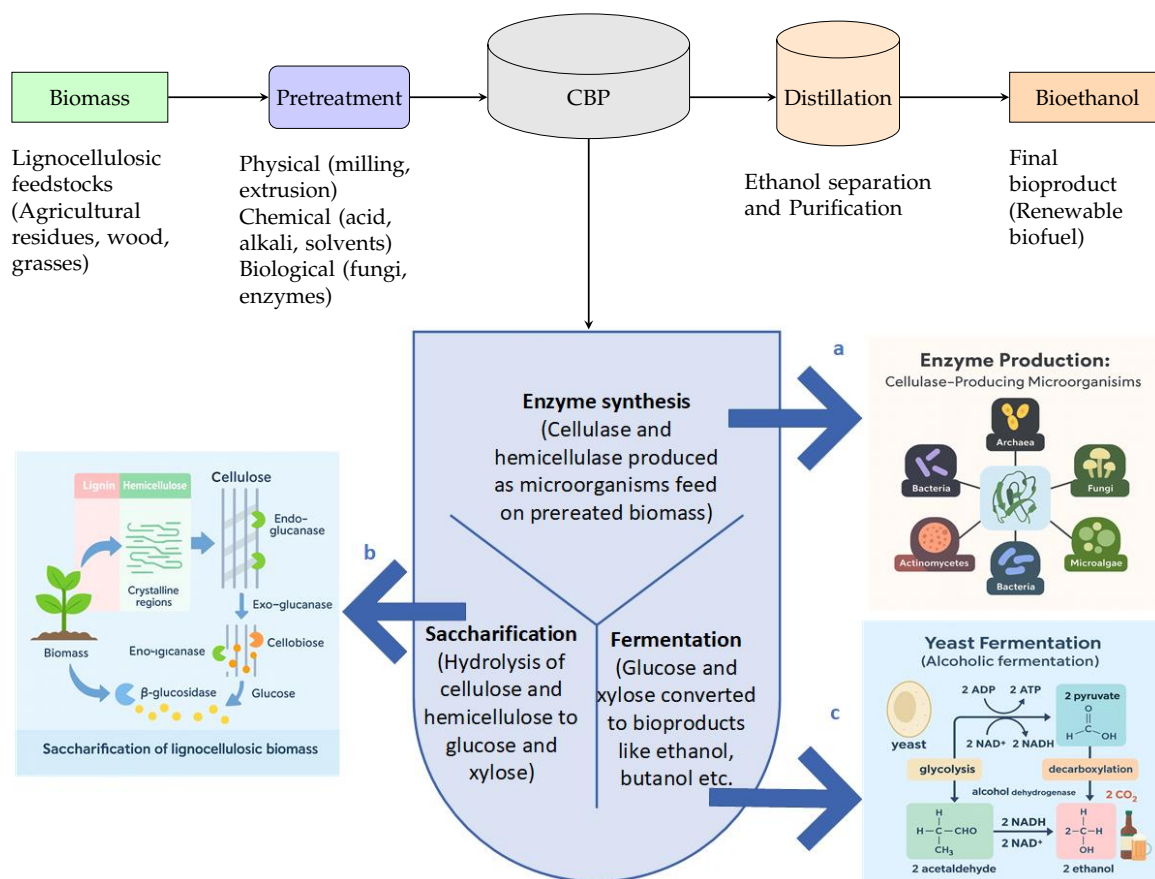 Biomass
Pretreatment
CBP
Distillation
Bioethanol
Lignocellulosic
feedstocks
(Agricultural
residues, wood,
grasses)
Physical (milling,
extrusion)
Chemical (acid,
alkali, solvents)
Biological (fungi,
enzymes)
Ethanol separation
and Purification
Final
bioproduct
(Renewable
biofuel)
Enzyme synthesis
(Cellulase and
hemicellulase produced
as microorganisms feed
on prereated biomass)
Saccharification
(Hydrolysis of
cellulose and
hemicellulose to
glucose and
xylose)
Fermentation
(Glucose and
xylose converted
to bioproducts
like ethanol,
butanol etc.
a
Enzyme Production:
Cellulase-Producing Microorganisims
Archaea
Bacteria
Fungi
Actinomycetes
Microalgae
Bacteria
b
Lignin
Hemicellulose
Cellulose
Endo-
glucanase
Crystalline
regions
Exo-glucanase
Biomass
Cellobiose
β-glucosidase
Glucose
Saccharification of lignocellulosic biomass
c
Yeast Fermentation
(Alcoholic fermentation)
yeast
2 ADP
2 ATP
2 NAD⁺
2 NADH
2 pyruvate
O
H
C
OH
glycolysis
decarboxylation
alcohol dehydrogenase
2 CO₂
H
H—C—CHO
CH₃
2 NADH
2 NAD⁺
H
2—C—H
OH
2 acetaldehyde
2 ethanol